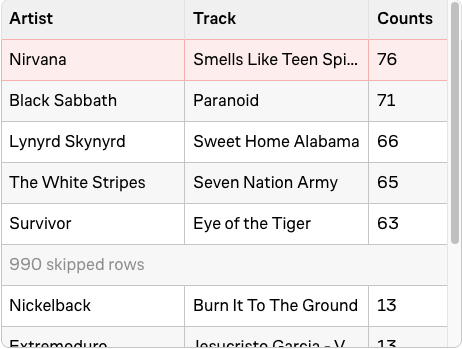 Artist Track Counts
Nirvana Smells Like Teen Spi... 76
Black Sabbath Paranoid 71
Lynyrd Skynyrd Sweet Home Alabama 66
The White Stripes Seven Nation Army 65
Survivor Eye of the Tiger 63
990 skipped rows
Nickelback Burn It To The Ground 13
Extremoduro Jesucristo Garcia - V 13